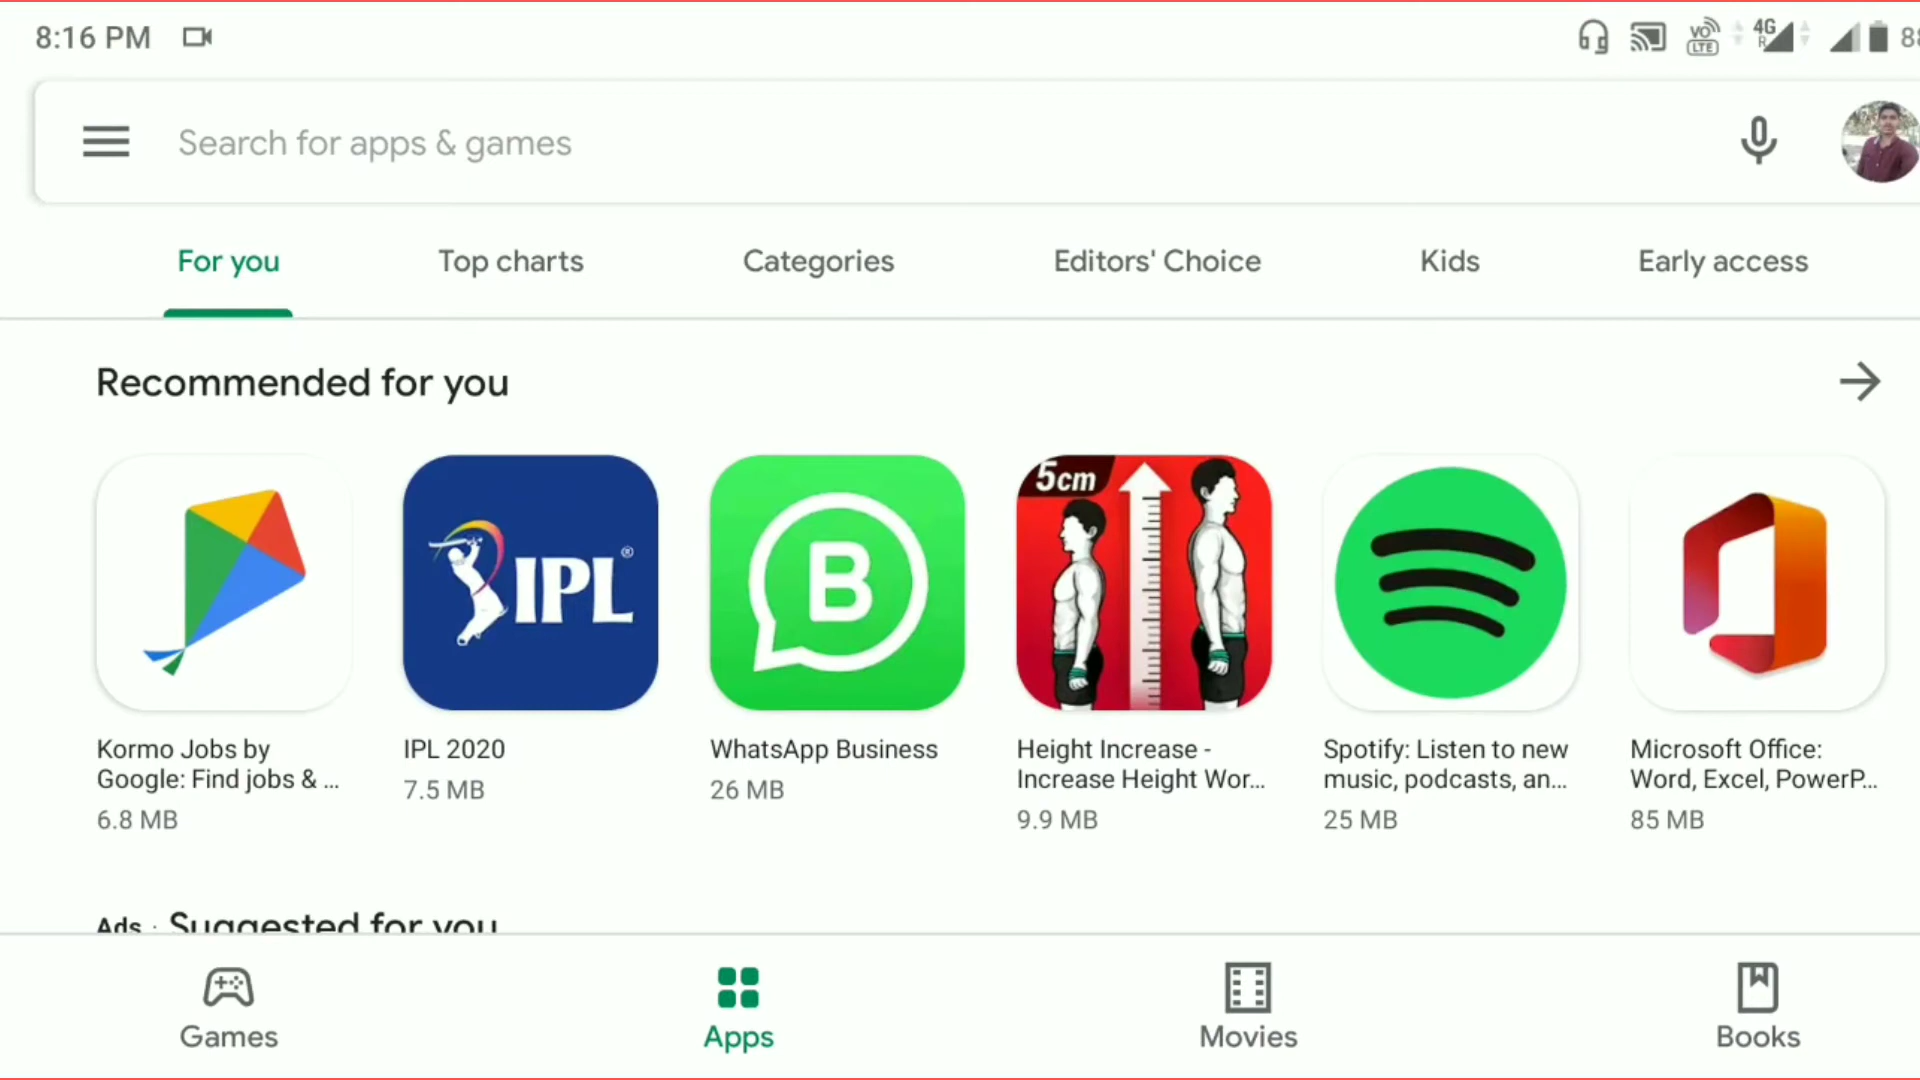 8:16 PM
VO LTE 4G R 88
Search for apps & games
For you Top charts Categories Editors' Choice Kids Early access
Recommended for you
IPL®
B
5cm
Kormo Jobs by
Google: Find jobs & ...
6.8 MB
IPL 2020
7.5 MB
WhatsApp Business
26 MB
Height Increase -
Increase Height Wor...
9.9 MB
Spotify: Listen to new
music, podcasts, an...
25 MB
Microsoft Office:
Word, Excel, PowerP...
85 MB
Ads · Suggested for you
Games Apps Movies Books